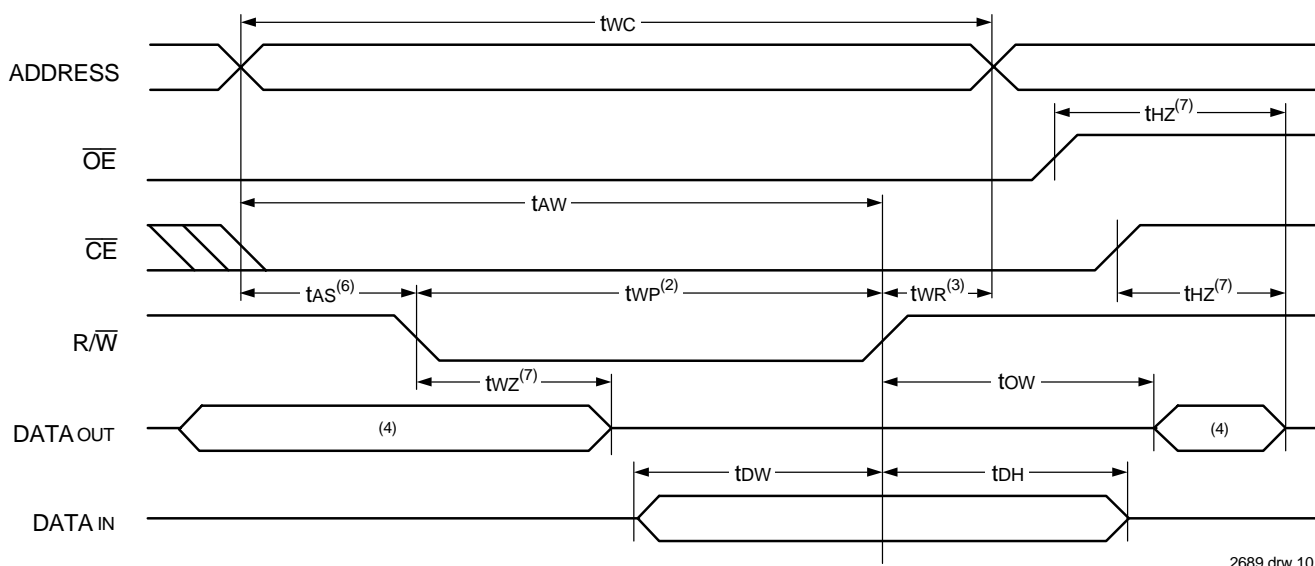 tWC
ADDRESS
tHZ(7)
OE
tAW
CE
tAS(6) tWP(2) tWR(3) tHZ(7)
R/W
tWZ(7) tOW
DATA OUT (4) (4)
tDW tDH
DATA IN
2689 drw 10